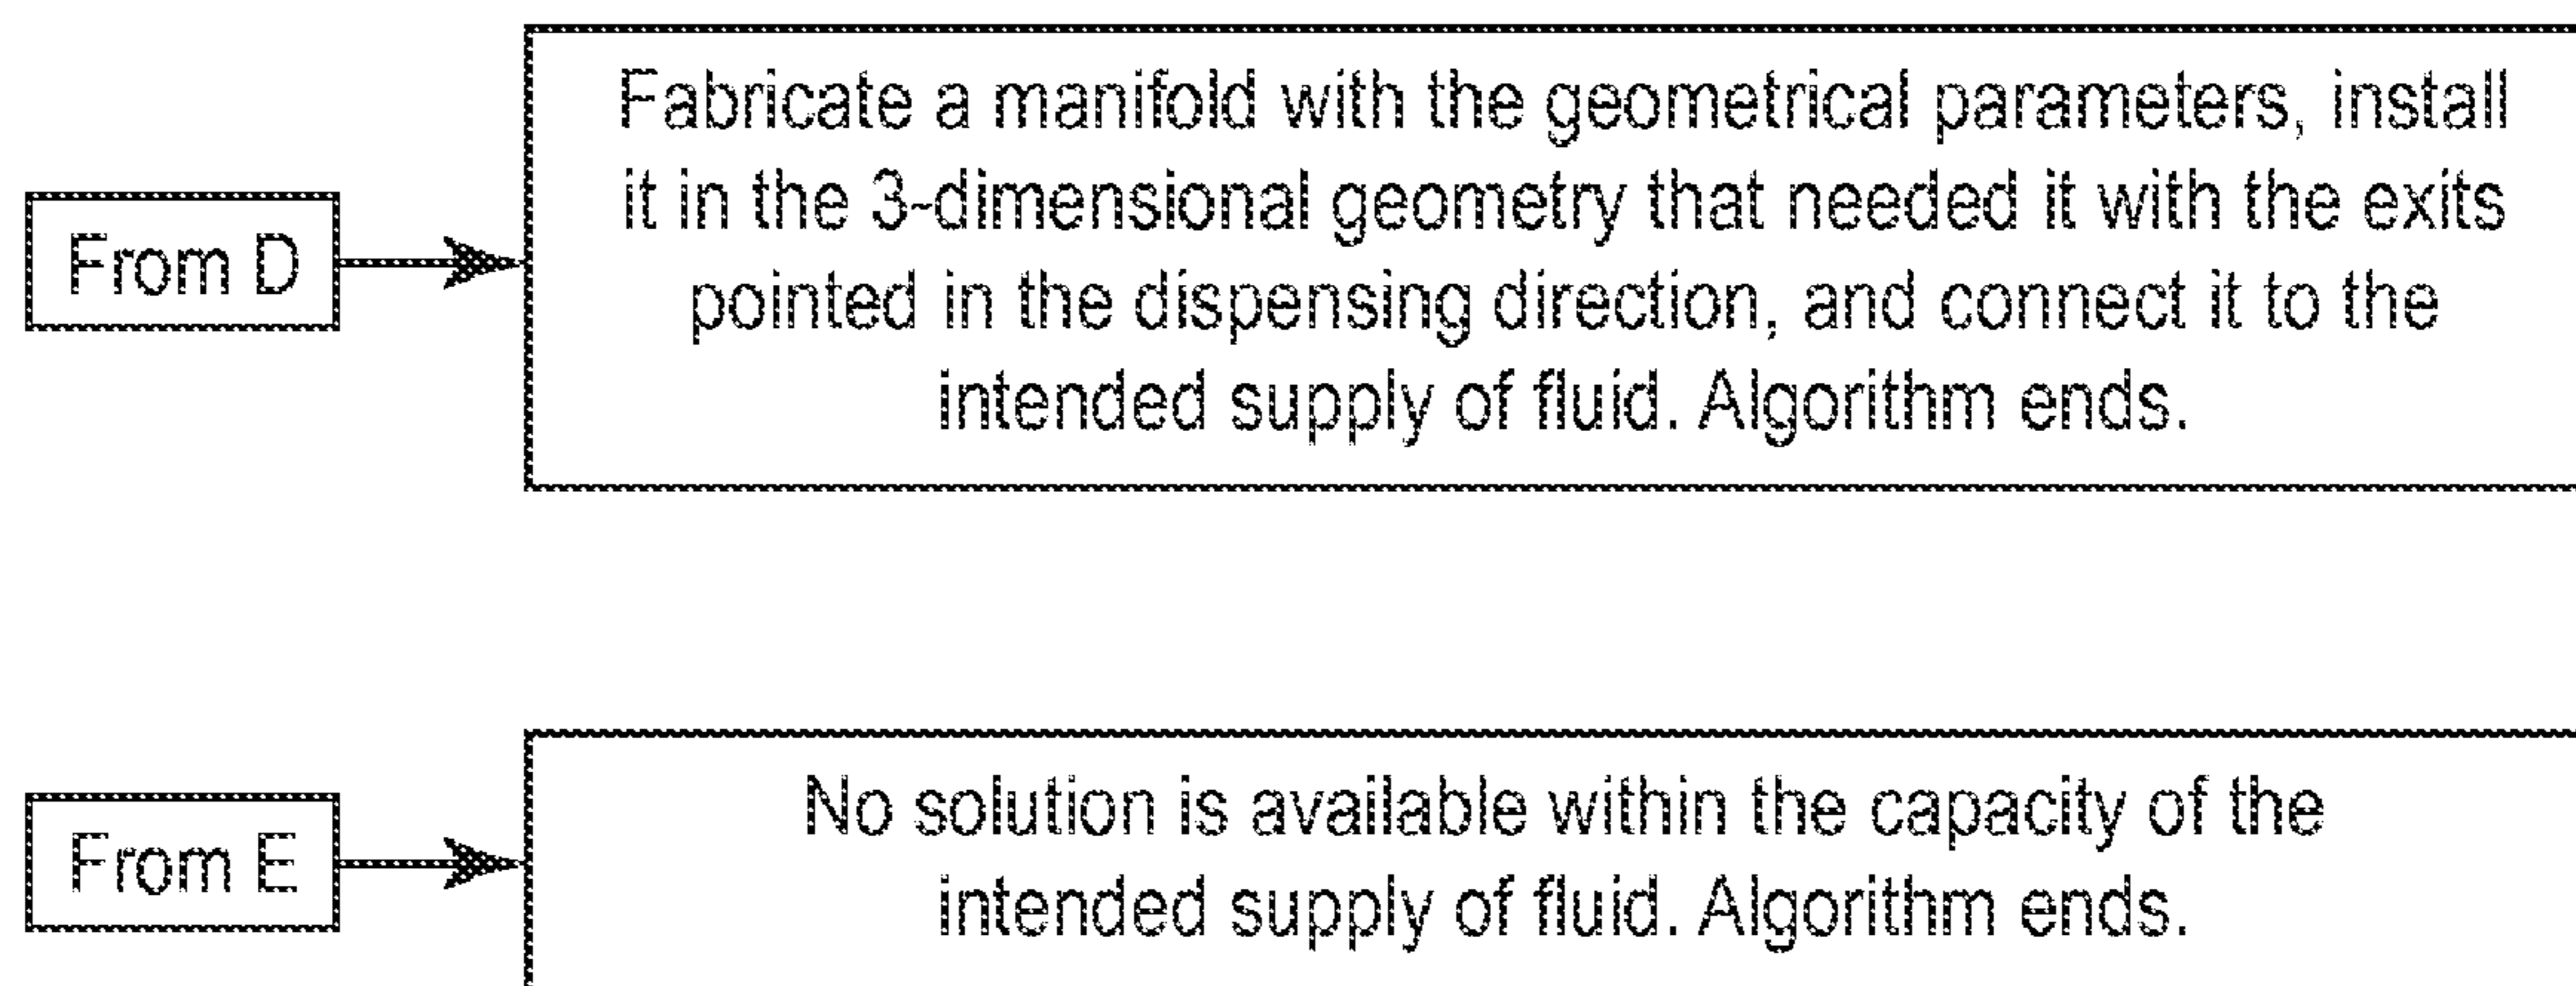 Fabricate a manifold with the geometrical parameters, install
it in the 3-dimensional geometry that needed it with the exits
From D
pointed in the dispensing direction, and connect it to the
intended supply of fluid. Algorithm ends.
No solution is available within the capacity of the
From E
intended supply of fluid. Algorithm ends.